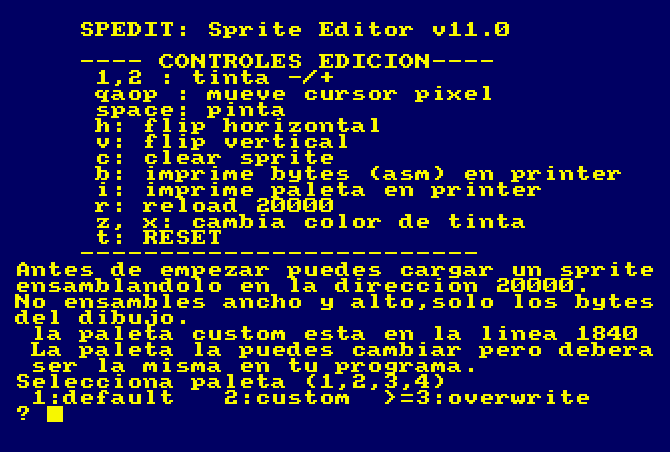 SPEDIT: Sprite Editor v11.0
---- CONTROLES EDICION----
1,2 : tinta -/+
qaop : mueve cursor pixel
space: pinta
h: flip horizontal
v: flip vertical
c: clear sprite
b: imprime bytes (asm) en printer
i: imprime paleta en printer
r: reload 20000
z, x: cambia color de tinta
t: RESET
-------------------------
Antes de empezar puedes cargar un sprite
ensamblandolo en la direccion 20000.
No ensambles ancho y alto,solo los bytes
del dibujo.
la paleta custom esta en la linea 1840
La paleta la puedes cambiar pero debera
ser la misma en tu programa.
Selecciona paleta (1,2,3,4)
1:default 2:custom >=3:overwrite
?